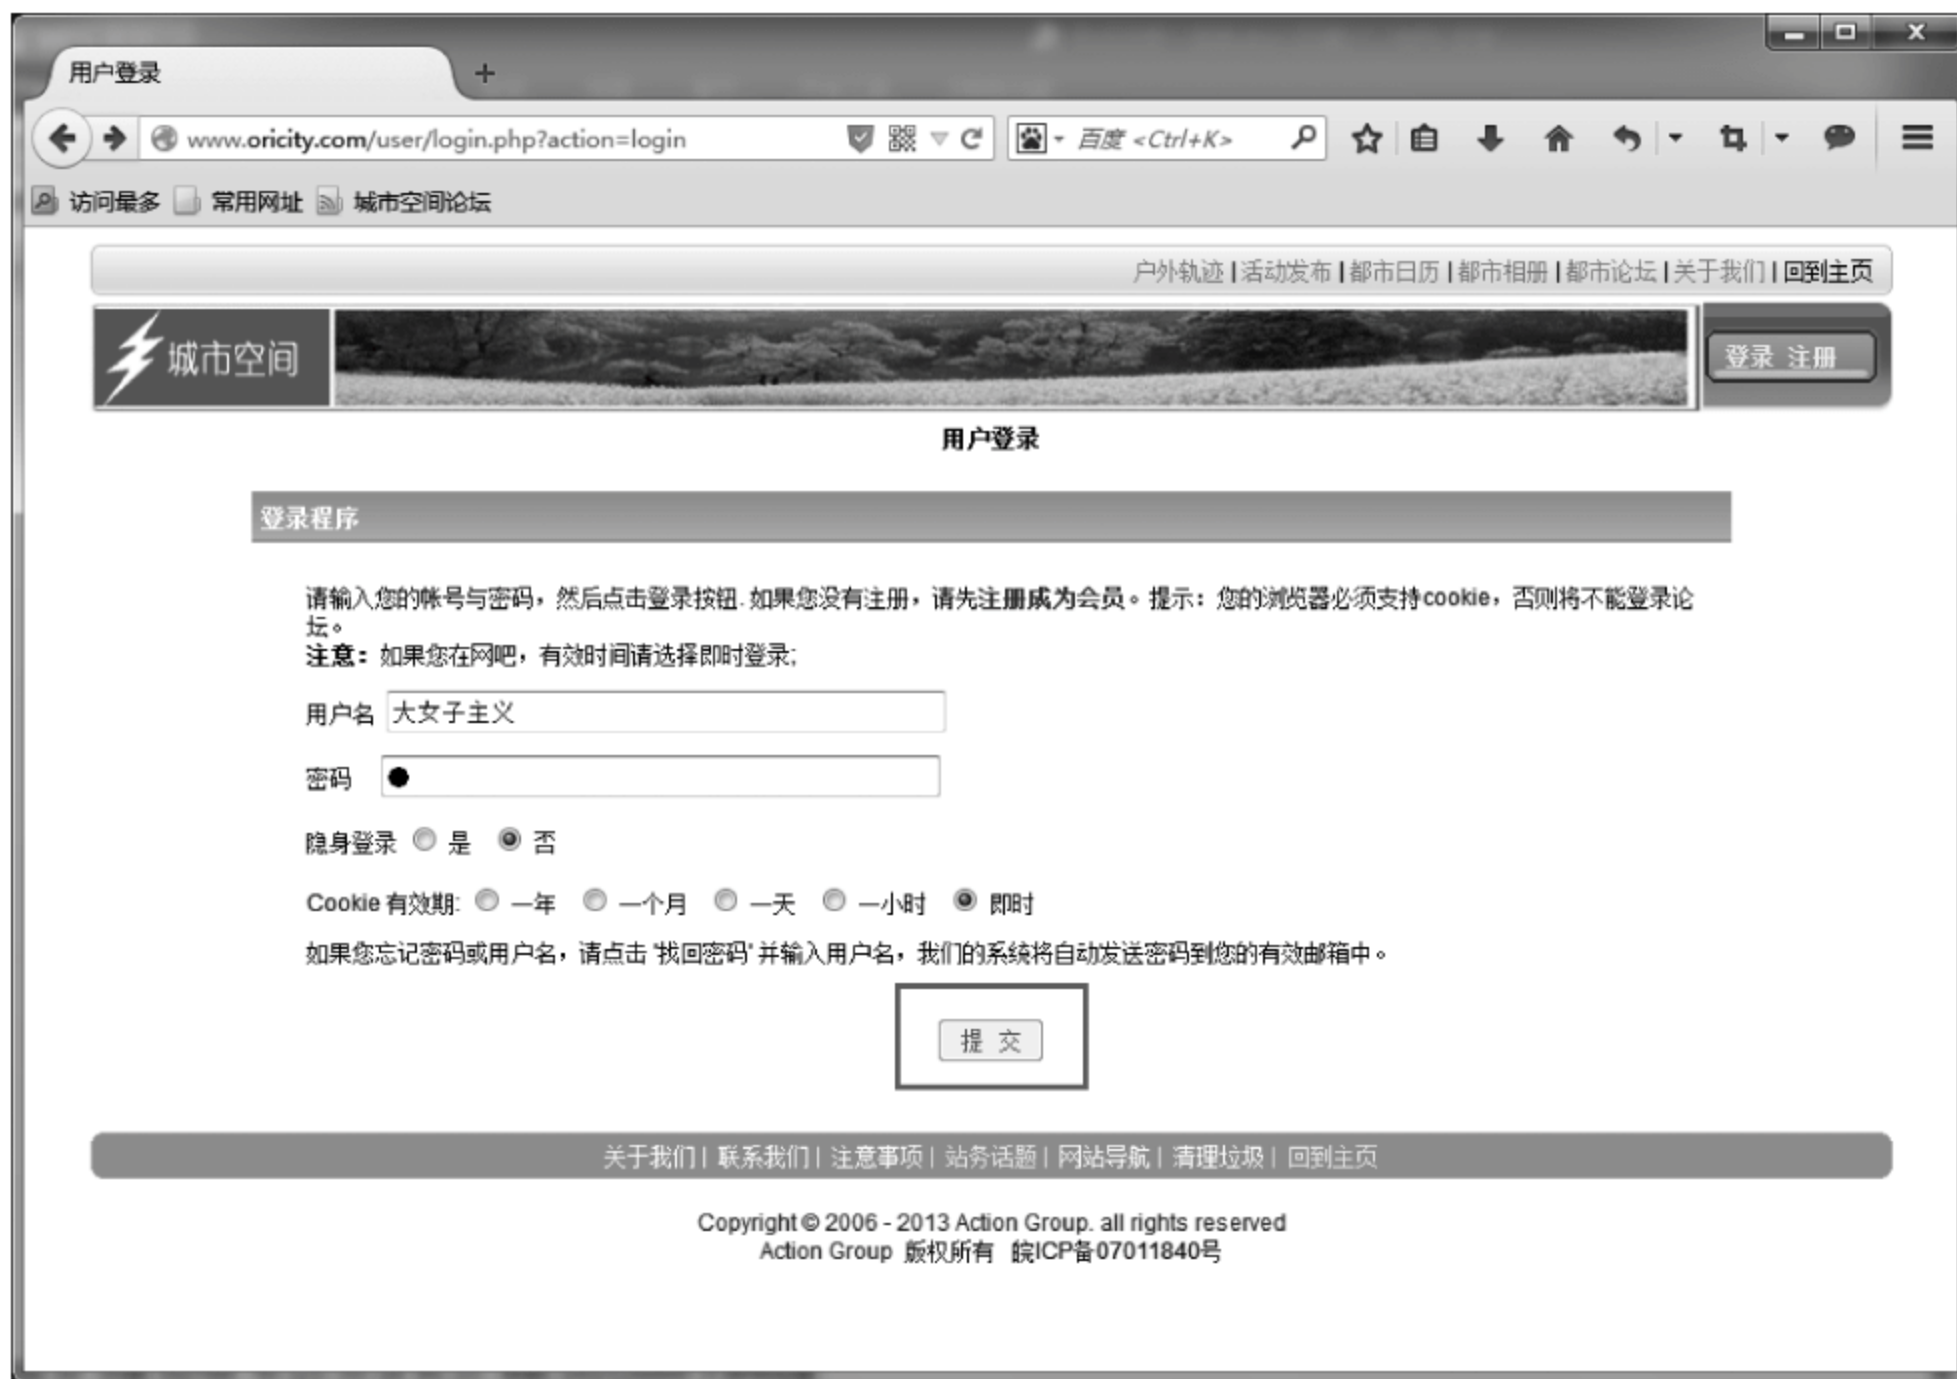 用户登录
www.oricity.com/user/login.php?action=login
百度 <Ctrl+K>
访问最多 常用网址 城市空间论坛
户外轨迹 | 活动发布 | 都市日历 | 都市相册 | 都市论坛 | 关于我们 | 回到主页
城市空间
登录 注册
用户登录
登录程序
请输入您的帐号与密码，然后点击登录按钮. 如果您没有注册，请先注册成为会员。提示：您的浏览器必须支持cookie，否则将不能登录论
坛。
注意：如果您在网吧，有效时间请选择即时登录;
用户名 大女子主义
密码
隐身登录 是 否
Cookie 有效期: 一年 一个月 一天 一小时 即时
如果您忘记密码或用户名，请点击 '找回密码' 并输入用户名，我们的系统将自动发送密码到您的有效邮箱中。
提 交
关于我们 | 联系我们 | 注意事项 | 站务话题 | 网站导航 | 清理垃圾 | 回到主页
Copyright © 2006 - 2013 Action Group. all rights reserved
Action Group 版权所有 皖ICP备07011840号